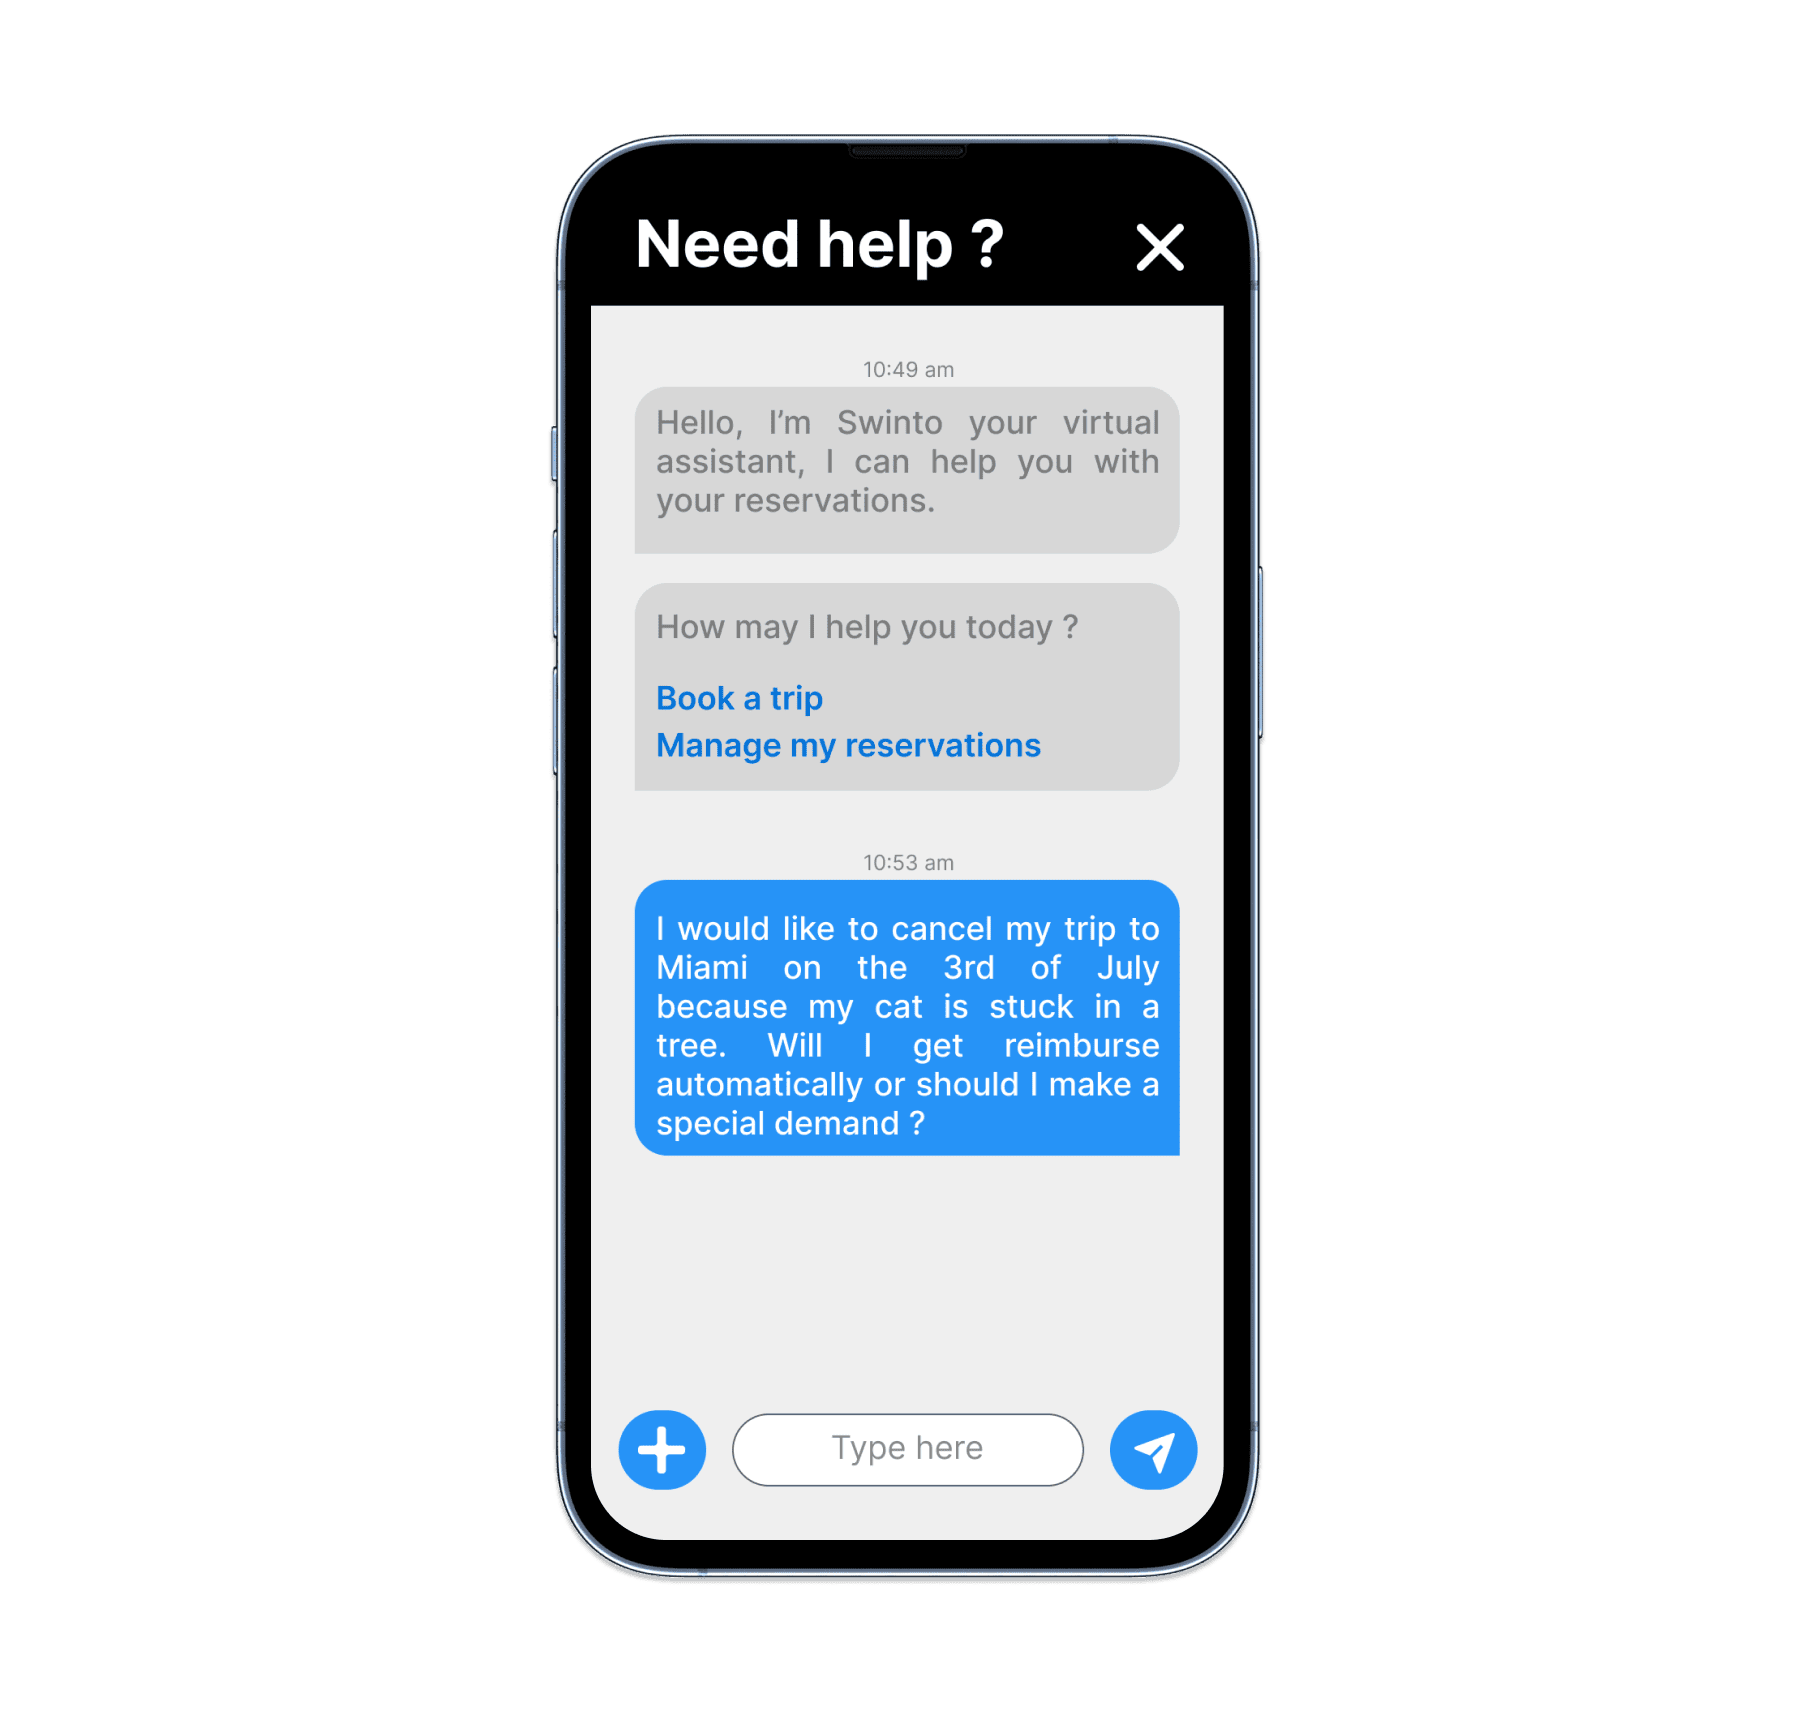 Need help ?
10:49 am
Hello, I’m Swinto your virtual
assistant, I can help you with
your reservations.
How may I help you today ?
Book a trip
Manage my reservations
10:53 am
I would like to cancel my trip to
Miami on the 3rd of July
because my cat is stuck in a
tree. Will I get reimburse
automatically or should I make a
special demand ?
Type here